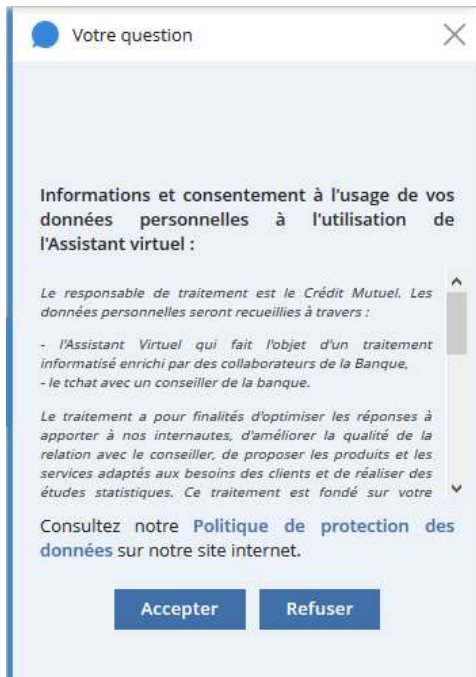 Votre question
Informations et consentement à l'usage de vos
données personnelles à l'utilisation de
l'Assistant virtuel :
Le responsable de traitement est le Crédit Mutuel. Les
données personnelles seront recueillies à travers :
- l'Assistant Virtuel qui fait l'objet d'un traitement
informatisé enrichi par des collaborateurs de la Banque,
- le tchat avec un conseiller de la banque.
Le traitement a pour finalités d'optimiser les réponses à
apporter à nos internautes, d'améliorer la qualité de la
relation avec le conseiller, de proposer les produits et les
services adaptés aux besoins des clients et de réaliser des
études statistiques. Ce traitement est fondé sur votre
Consultez notre Politique de protection des
données sur notre site internet.
Accepter Refuser